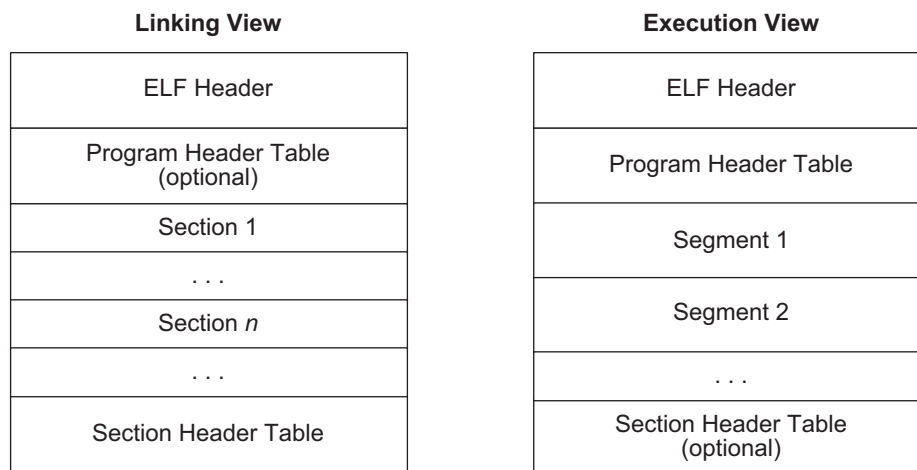 Linking View
ELF Header
Program Header Table
(optional)
Section 1
. . .
Section n
. . .
Section Header Table
Execution View
ELF Header
Program Header Table
Segment 1
Segment 2
. . .
Section Header Table
(optional)